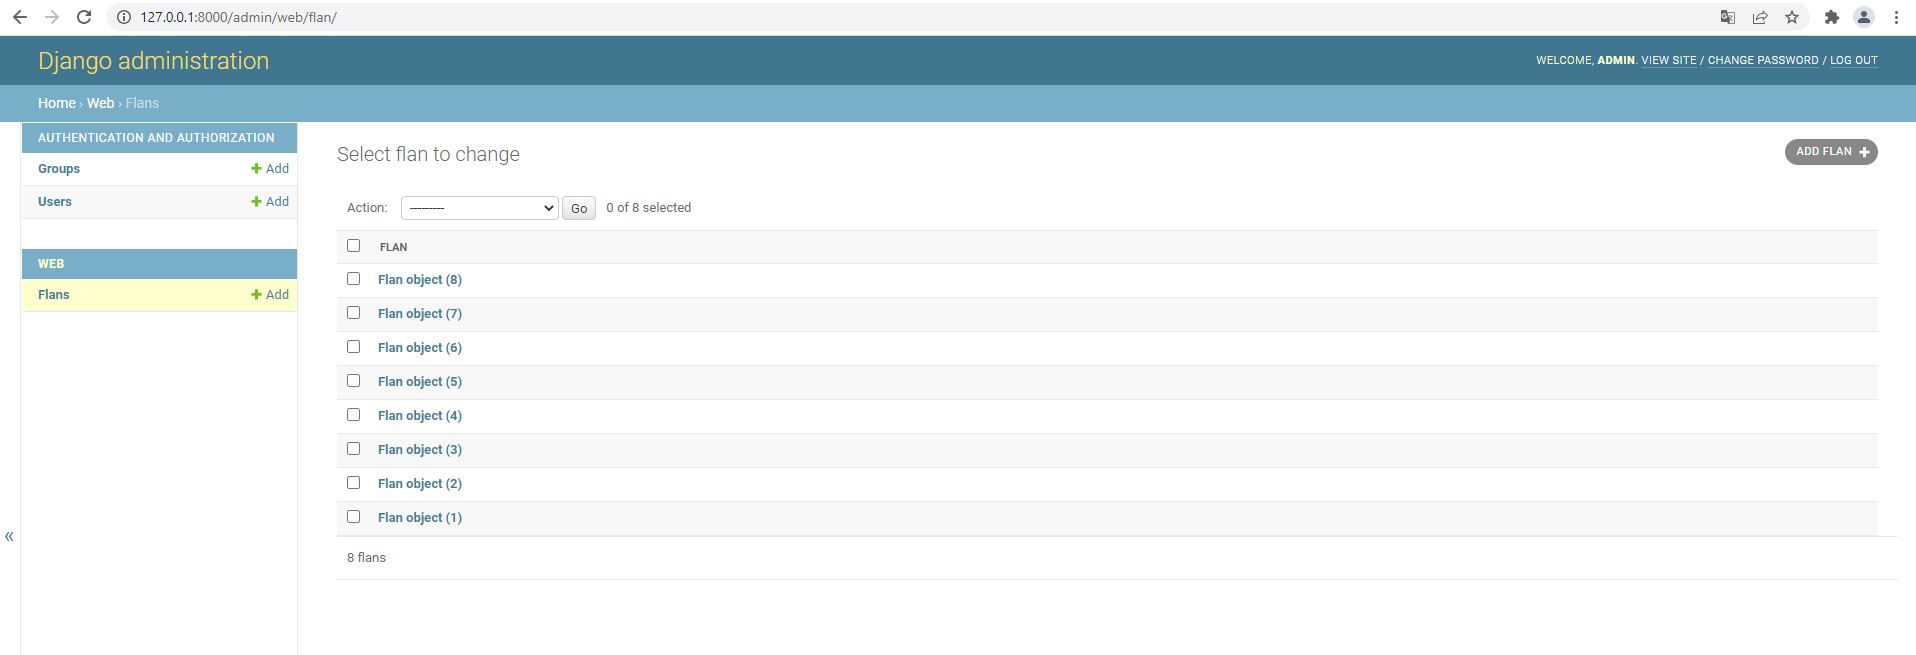 127.0.0.1:8000/admin/web/flan/
Django administration
WELCOME, ADMIN. VIEW SITE / CHANGE PASSWORD / LOG OUT
Home › Web › Flans
AUTHENTICATION AND AUTHORIZATION
Groups + Add
Users + Add
WEB
Flans + Add
«
Select flan to change
ADD FLAN +
Action: --------- Go 0 of 8 selected
FLAN
Flan object (8)
Flan object (7)
Flan object (6)
Flan object (5)
Flan object (4)
Flan object (3)
Flan object (2)
Flan object (1)
8 flans